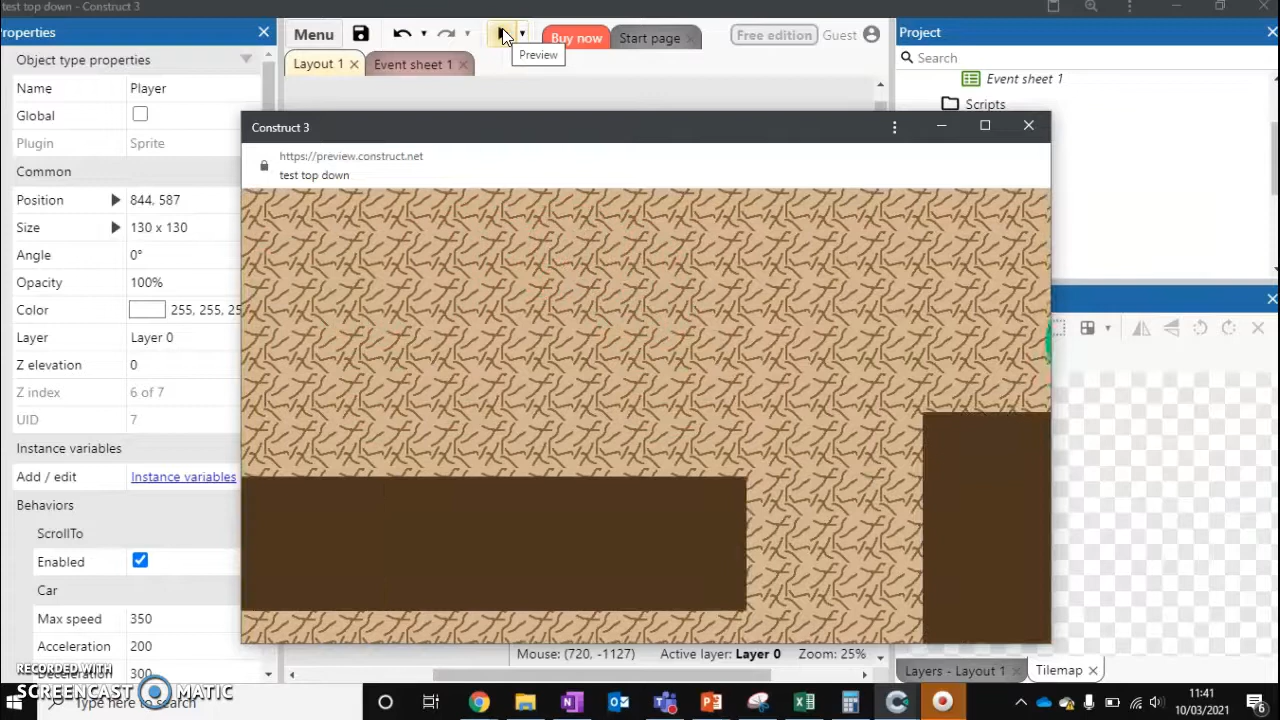 test top down - Construct 3
Properties
Object type properties
Name Player
Global
Plugin Sprite
Common
Position 844, 587
Size 130 x 130
Angle 0°
Opacity 100%
Color 255, 255, 25
Layer Layer 0
Z elevation 0
Z index 6 of 7
UID 7
Instance variables
Add / edit Instance variables
Behaviors
ScrollTo
Enabled
Car
Max speed 350
Acceleration 200
Deceleration 300
Menu
Preview
Buy now
Start page
Free edition
Guest
Layout 1
Event sheet 1
Construct 3
https://preview.construct.net
test top down
Mouse: (720, -1127) Active layer: Layer 0 Zoom: 25%
Project
Search
Event sheet 1
Scripts
Layers - Layout 1
Tilemap
RECORDED WITH
SCREENCAST MATIC
Type here to search
11:41
10/03/2021
6